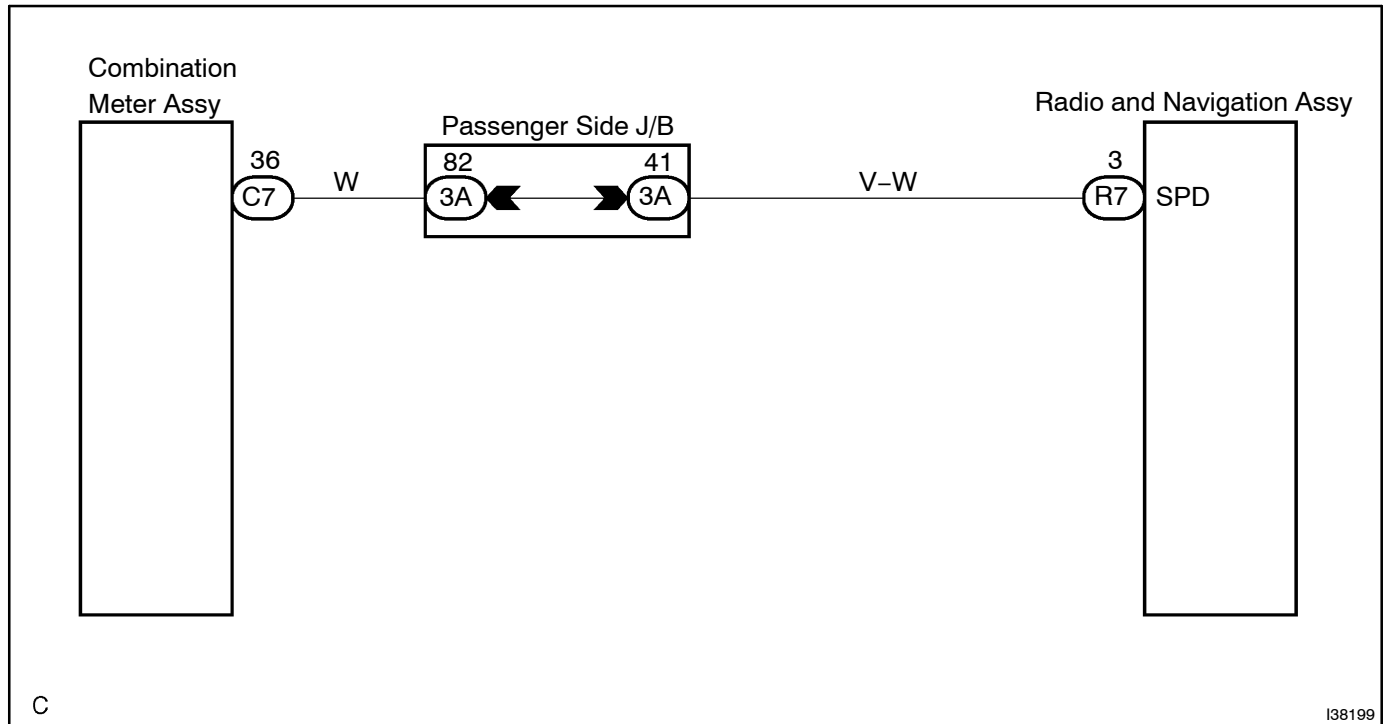 Combination
Meter Assy
Passenger Side J/B
Radio and Navigation Assy
36
82
41
3
C7
W
3A
3A
V−W
R7
SPD
C
I38199